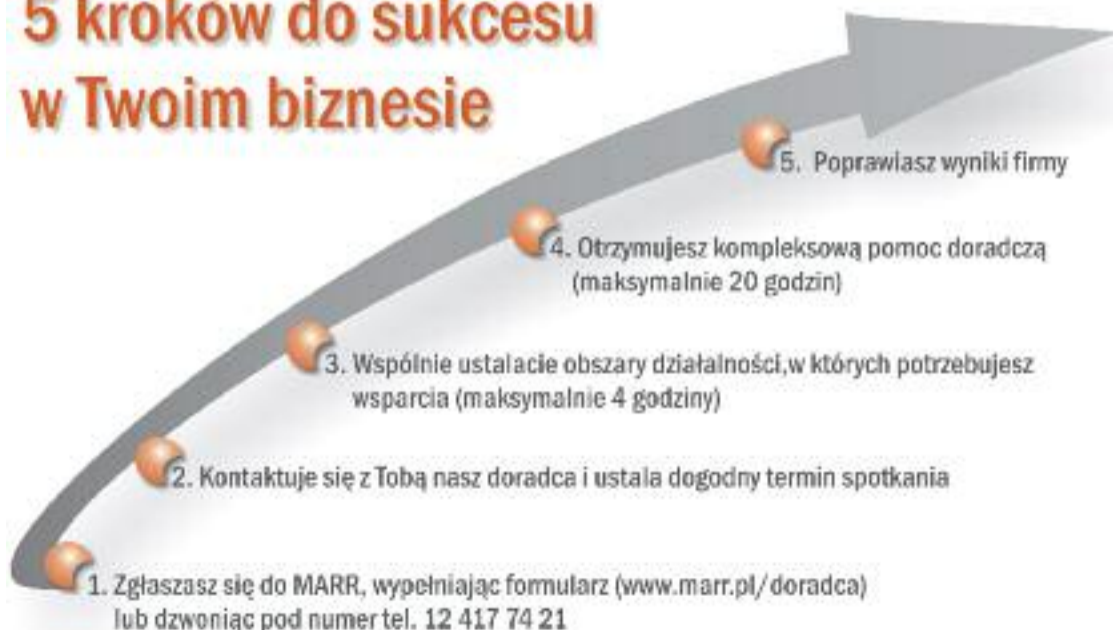 5 kroków do sukcesu
w Twoim biznesie
5. Poprawiasz wyniki firmy
4. Otrzymujesz kompleksową pomoc doradczą
(maksymalnie 20 godzin)
3. Wspólnie ustalacie obszary działalności,w których potrzebujesz
wsparcia (maksymalnie 4 godziny)
2. Kontaktuje się z Tobą nasz doradca i ustala dogodny termin spotkania
1. Zgłaszasz się do MARR, wypełniając formularz (www.marr.pl/doradca)
lub dzwoniąc pod numer tel. 12 417 74 21